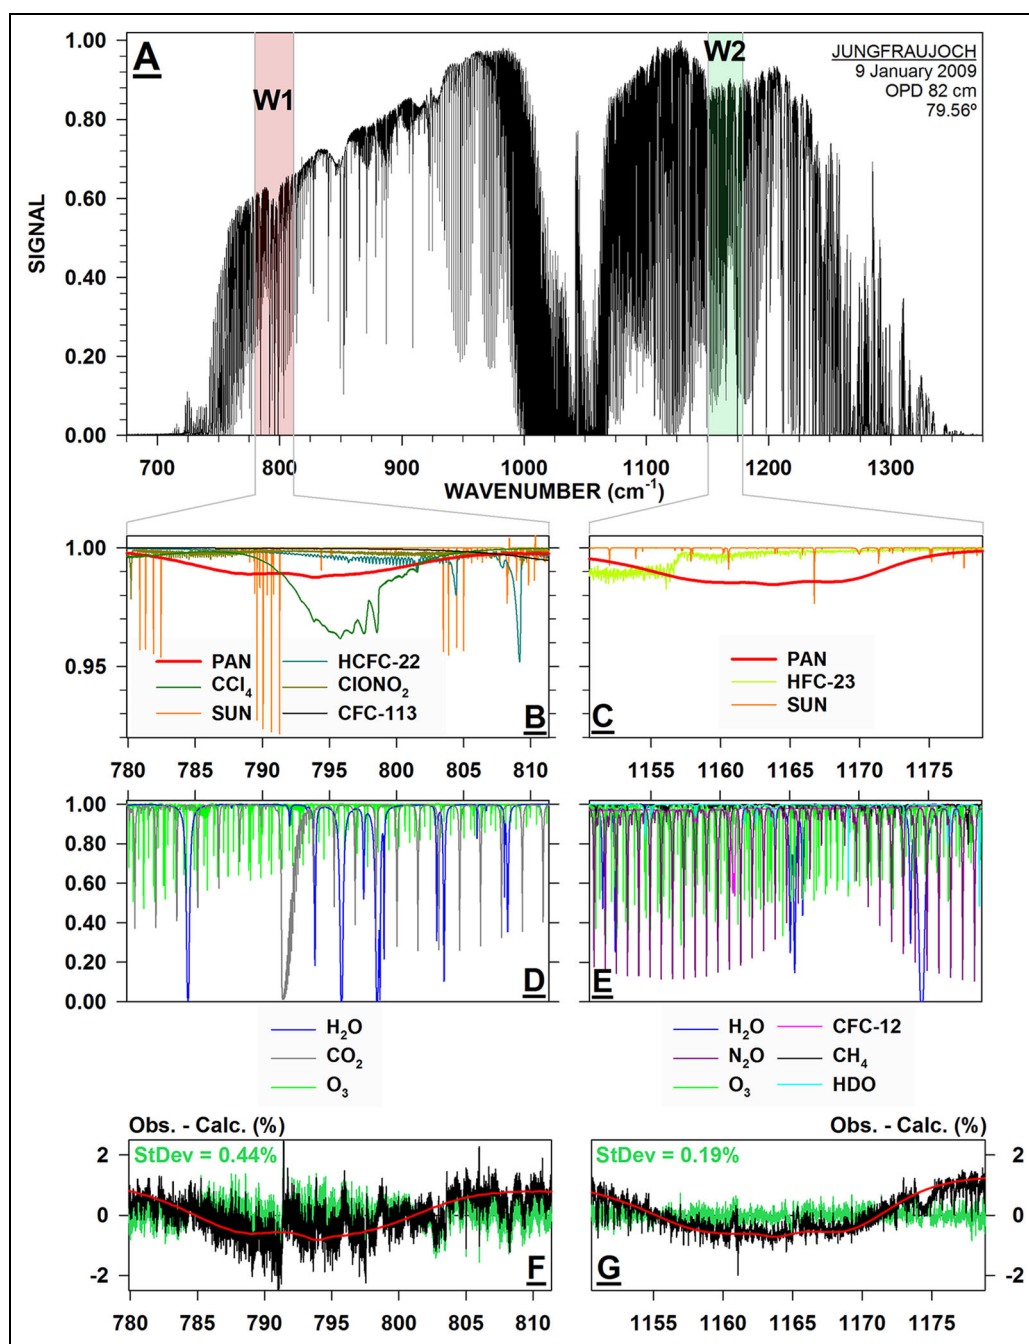 A
W1
W2
JUNGFRAUJOCH
9 January 2009
OPD 82 cm
79.56º
SIGNAL
1.00
0.80
0.60
0.40
0.20
0.00
700 800 900 1000 1100 1200 1300
WAVENUMBER (cm⁻¹)
1.00
0.95
PAN HCFC-22
CCl₄ ClONO₂
SUN CFC-113
B
780 785 790 795 800 805 810
PAN
HFC-23
SUN
C
1155 1160 1165 1170 1175
1.00
0.80
0.60
0.40
0.20
0.00
D
E
H₂O
CO₂
O₃
H₂O CFC-12
N₂O CH₄
O₃ HDO
Obs. - Calc. (%)
StDev = 0.44%
2
0
-2
F
780 785 790 795 800 805 810
Obs. - Calc. (%)
StDev = 0.19%
2
0
-2
G
1155 1160 1165 1170 1175